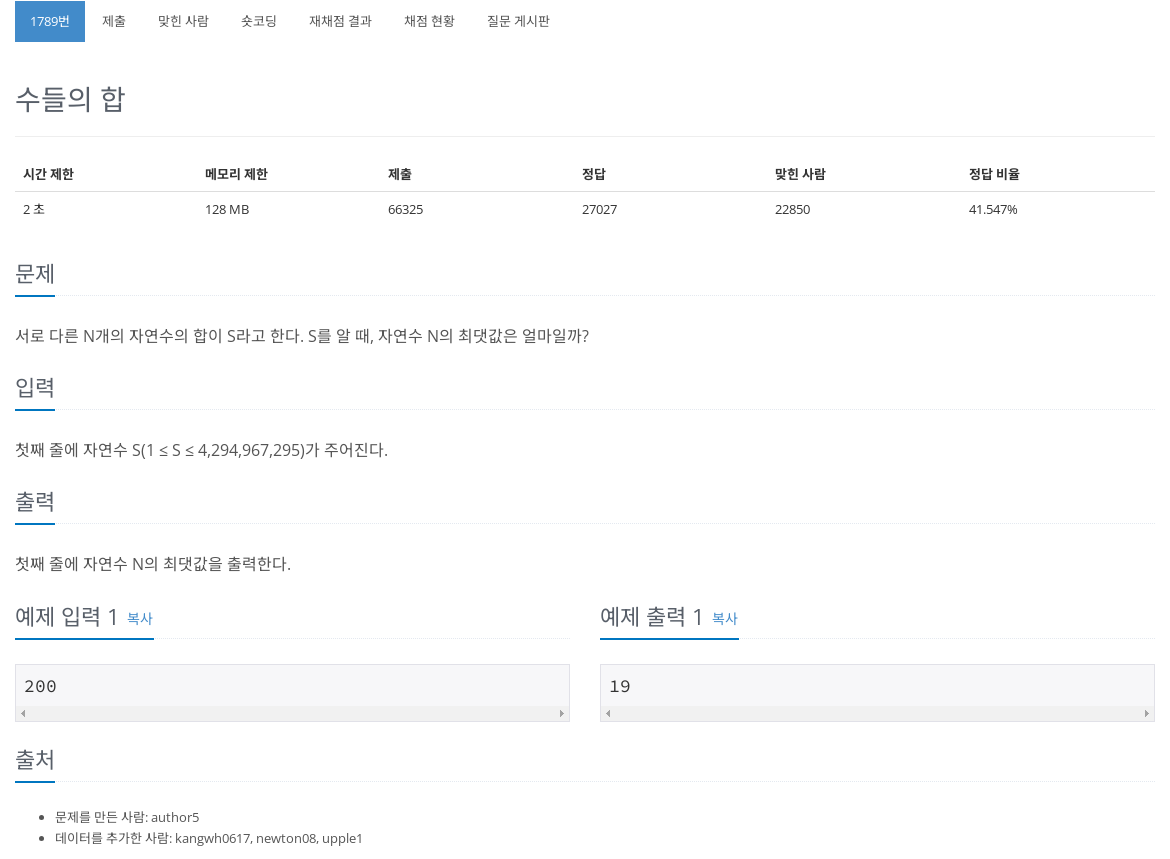 1789번 제출 맞힌 사람 숏코딩 재채점 결과 채점 현황 질문 게시판
수들의 합
시간 제한 메모리 제한 제출 정답 맞힌 사람 정답 비율
2 초 128 MB 66325 27027 22850 41.547%
문제
서로 다른 N개의 자연수의 합이 S라고 한다. S를 알 때, 자연수 N의 최댓값은 얼마일까?
입력
첫째 줄에 자연수 S(1 ≤ S ≤ 4,294,967,295)가 주어진다.
출력
첫째 줄에 자연수 N의 최댓값을 출력한다.
예제 입력 1 복사 예제 출력 1 복사
200 19
출처
문제를 만든 사람: author5
데이터를 추가한 사람: kangwh0617, newton08, upple1